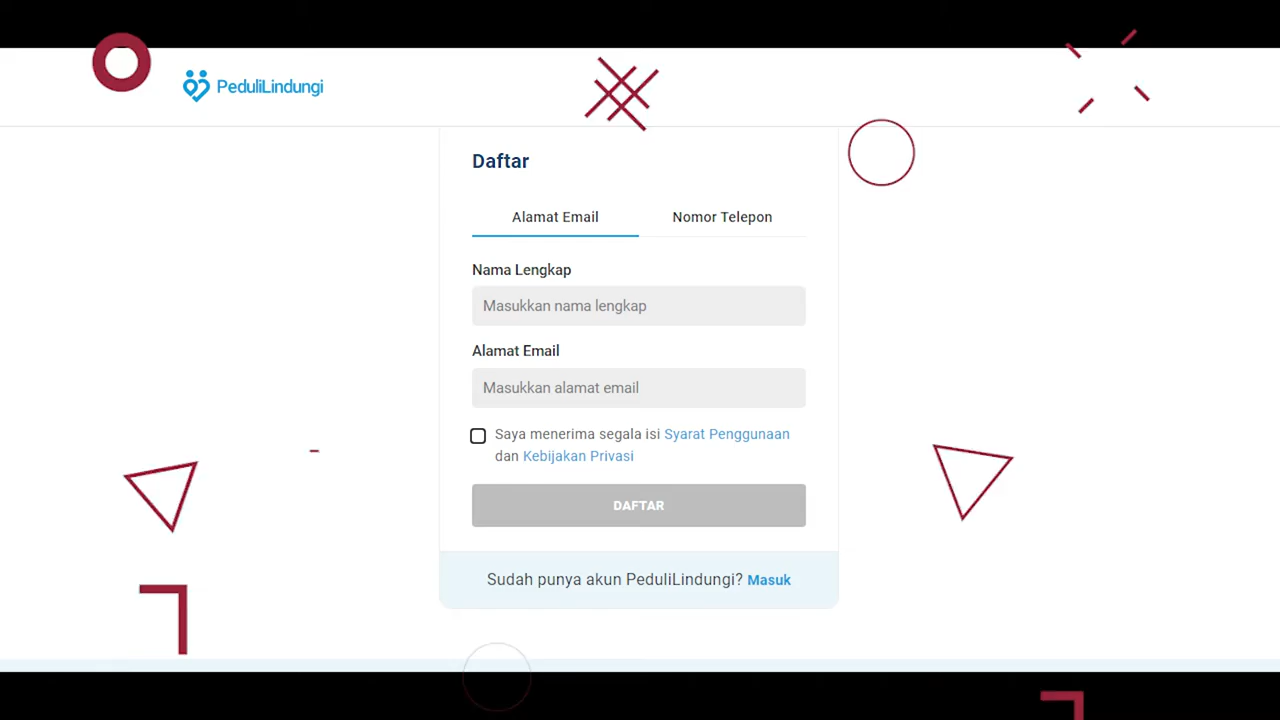 PeduliLindungi
Daftar
Alamat Email
Nomor Telepon
Nama Lengkap
Masukkan nama lengkap
Alamat Email
Masukkan alamat email
Saya menerima segala isi Syarat Penggunaan
dan Kebijakan Privasi
DAFTAR
Sudah punya akun PeduliLindungi? Masuk